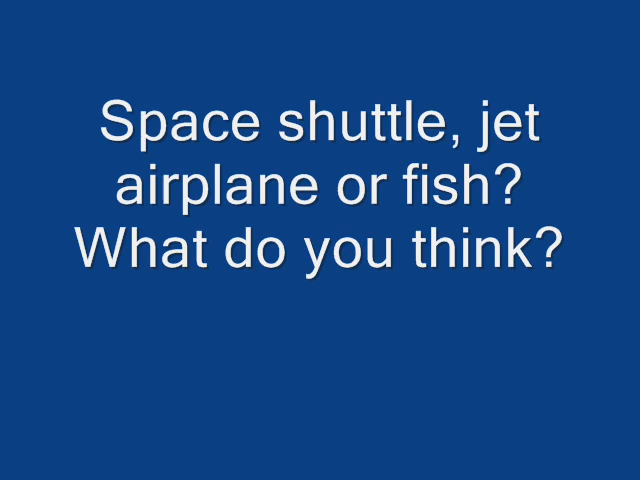 Space shuttle, jet
airplane or fish?
What do you think?